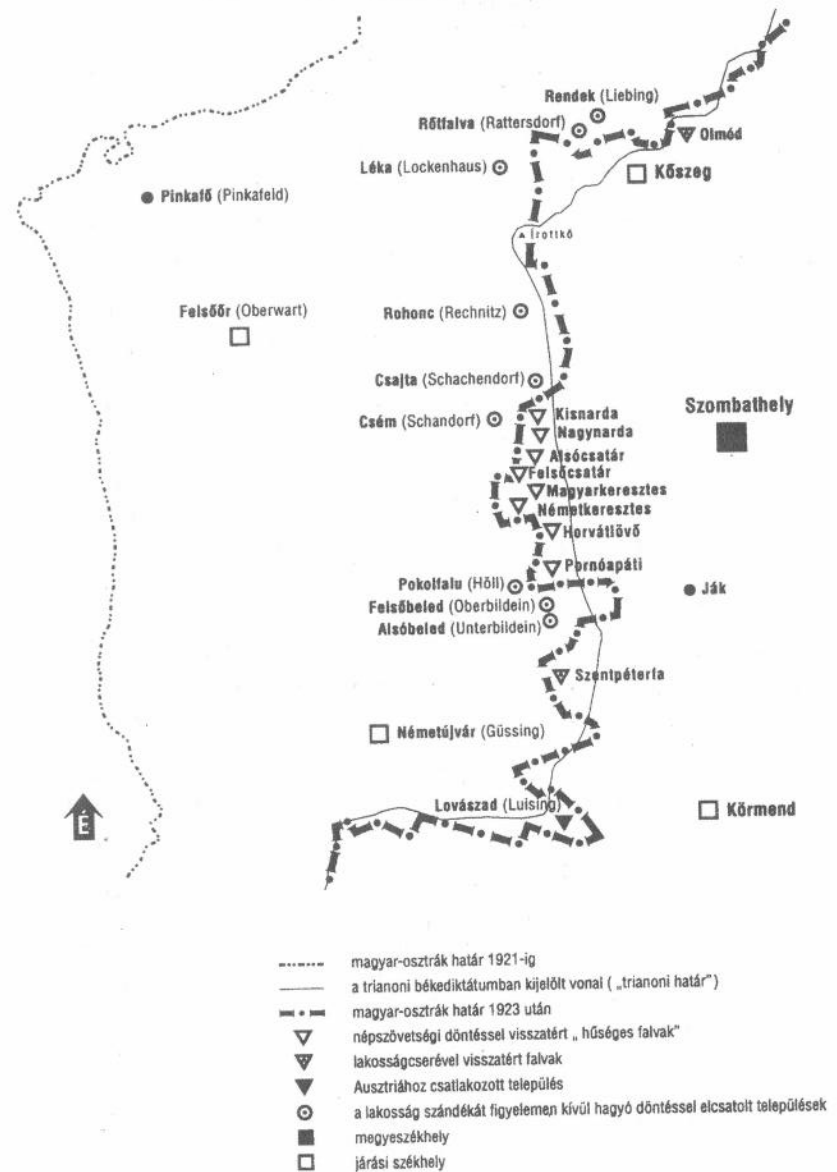 Rendek (Liebing)
Rőtfalva (Rattersdorf)
Olmód
Léka (Lockenhaus)
Kőszeg
Pinkafő (Pinkafeld)
Írottkő
Felsőőr (Oberwart)
Rohonc (Rechnitz)
Csajta (Schachendorf)
Szombathely
Kisnarda
Csém (Schandorf)
Nagynarda
Alsócsatár
Felsőcsatár
Magyarkeresztes
Németkeresztes
Horvátlövő
Pornóapáti
Pokolfalu (Höll)
Ják
Felsőbeled (Oberbildein)
Alsóbeled (Unterbildein)
Szentpéterfa
Németújvár (Güssing)
Lovászad (Luising)
Körmend
É
magyar-osztrák határ 1921-ig
a trianoni békediktátumban kijelölt vonal ( „trianoni határ”)
magyar-osztrák határ 1923 után
népszövetségi döntéssel visszatért „ hűséges falvak”
lakosságcserével visszatért falvak
Ausztriához csatlakozott település
a lakosság szándékát figyelemen kívül hagyó döntéssel elcsatolt települések
megyeszékhely
járási székhely